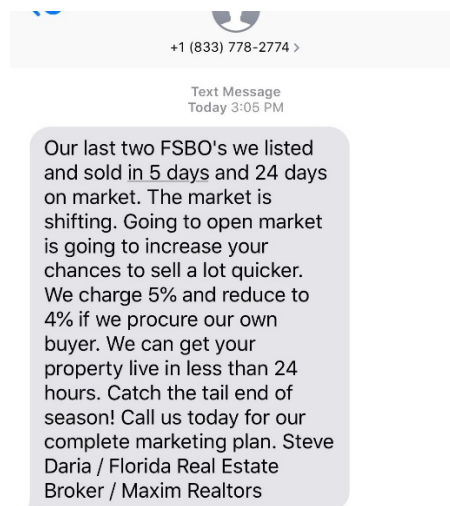 +1 (833) 778-2774 >
Text Message
Today 3:05 PM
Our last two FSBO's we listed
and sold in 5 days and 24 days
on market. The market is
shifting. Going to open market
is going to increase your
chances to sell a lot quicker.
We charge 5% and reduce to
4% if we procure our own
buyer. We can get your
property live in less than 24
hours. Catch the tail end of
season! Call us today for our
complete marketing plan. Steve
Daria / Florida Real Estate
Broker / Maxim Realtors